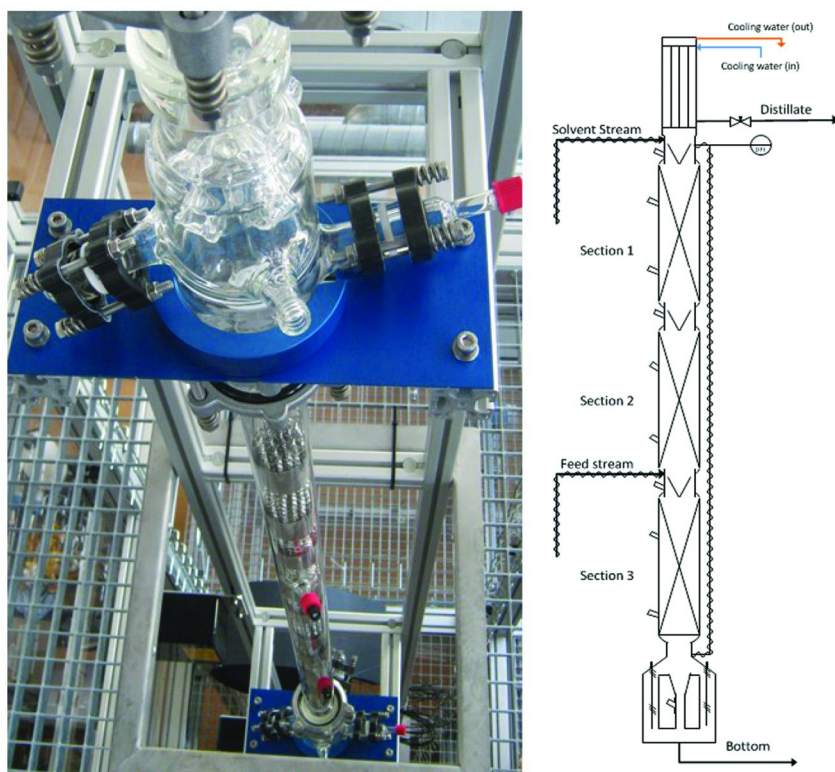 Cooling water (out)
Cooling water (in)
Distillate
Solvent Stream
DPI
Section 1
Section 2
Feed stream
Section 3
Bottom